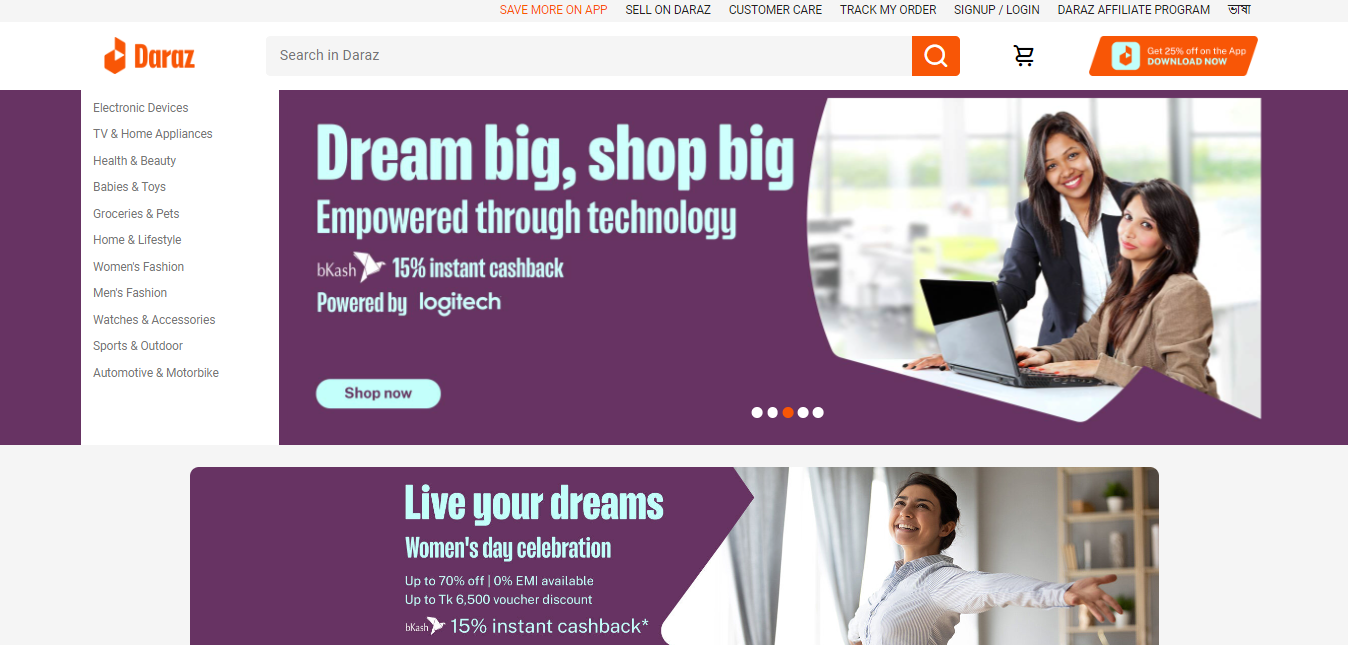 SAVE MORE ON APP SELL ON DARAZ CUSTOMER CARE TRACK MY ORDER SIGNUP / LOGIN DARAZ AFFILIATE PROGRAM ভাষা
Daraz
Search in Daraz
Get 25% off on the App
DOWNLOAD NOW
Electronic Devices
TV & Home Appliances
Health & Beauty
Babies & Toys
Groceries & Pets
Home & Lifestyle
Women's Fashion
Men's Fashion
Watches & Accessories
Sports & Outdoor
Automotive & Motorbike
Dream big, shop big
Empowered through technology
bKash 15% instant cashback
Powered by logitech
Shop now
Live your dreams
Women's day celebration
Up to 70% off | 0% EMI available
Up to Tk 6,500 voucher discount
bKash 15% instant cashback*